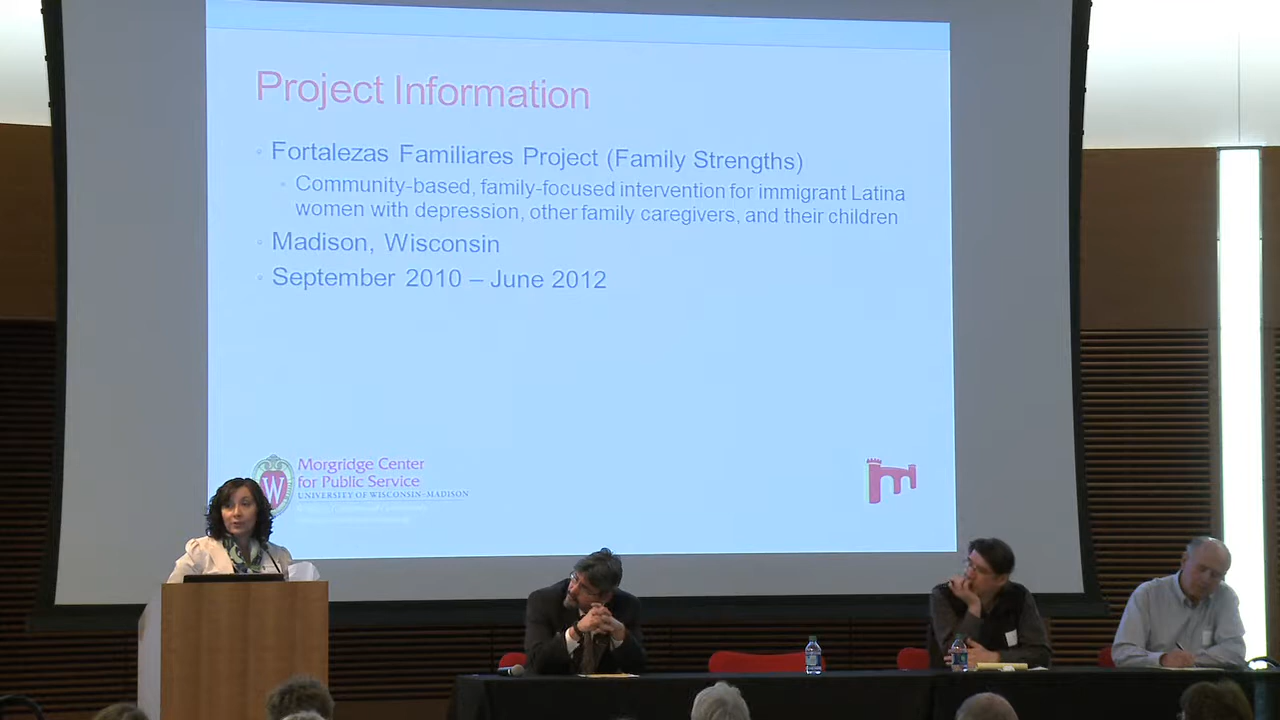 Project Information
Fortalezas Familiares Project (Family Strengths)
Community-based, family-focused intervention for immigrant Latina
women with depression, other family caregivers, and their children
Madison, Wisconsin
September 2010 – June 2012
W
Morgridge Center
for Public Service
UNIVERSITY OF WISCONSIN-MADISON